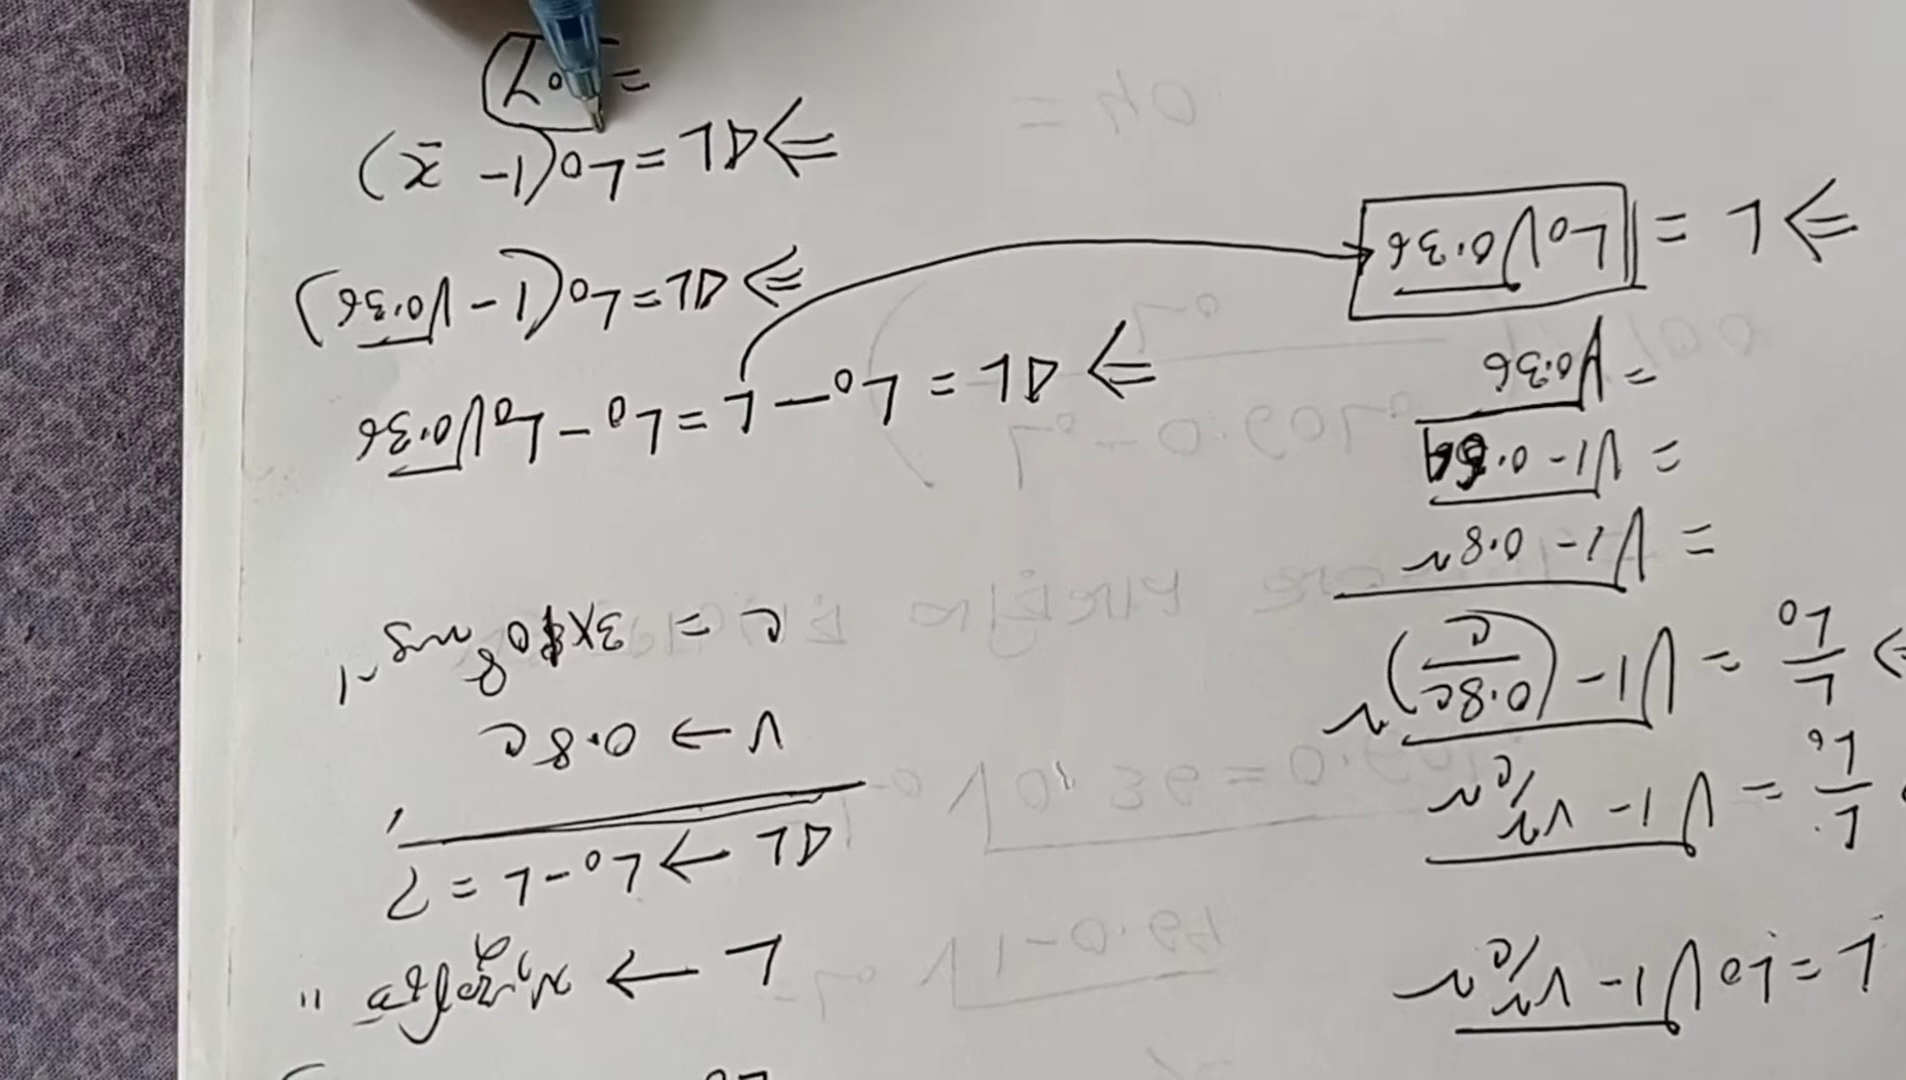 L = L₀√1 - v²/c²
L/L₀ = √1 - v²/c²
⇒ L/L₀ = √1 - (0.8c/c)²
= √1 - 0.8²
= √1 - 0.64
= √0.36
⇒ L = L₀√0.36
L →
ΔL → L₀ - L = ?
v → 0.8c
c = 3×10⁸ ms⁻¹
⇒ ΔL = L₀ - L = L₀ - L₀√0.36
⇒ ΔL = L₀(1 - √0.36)
⇒ ΔL = L₀(1 -
=